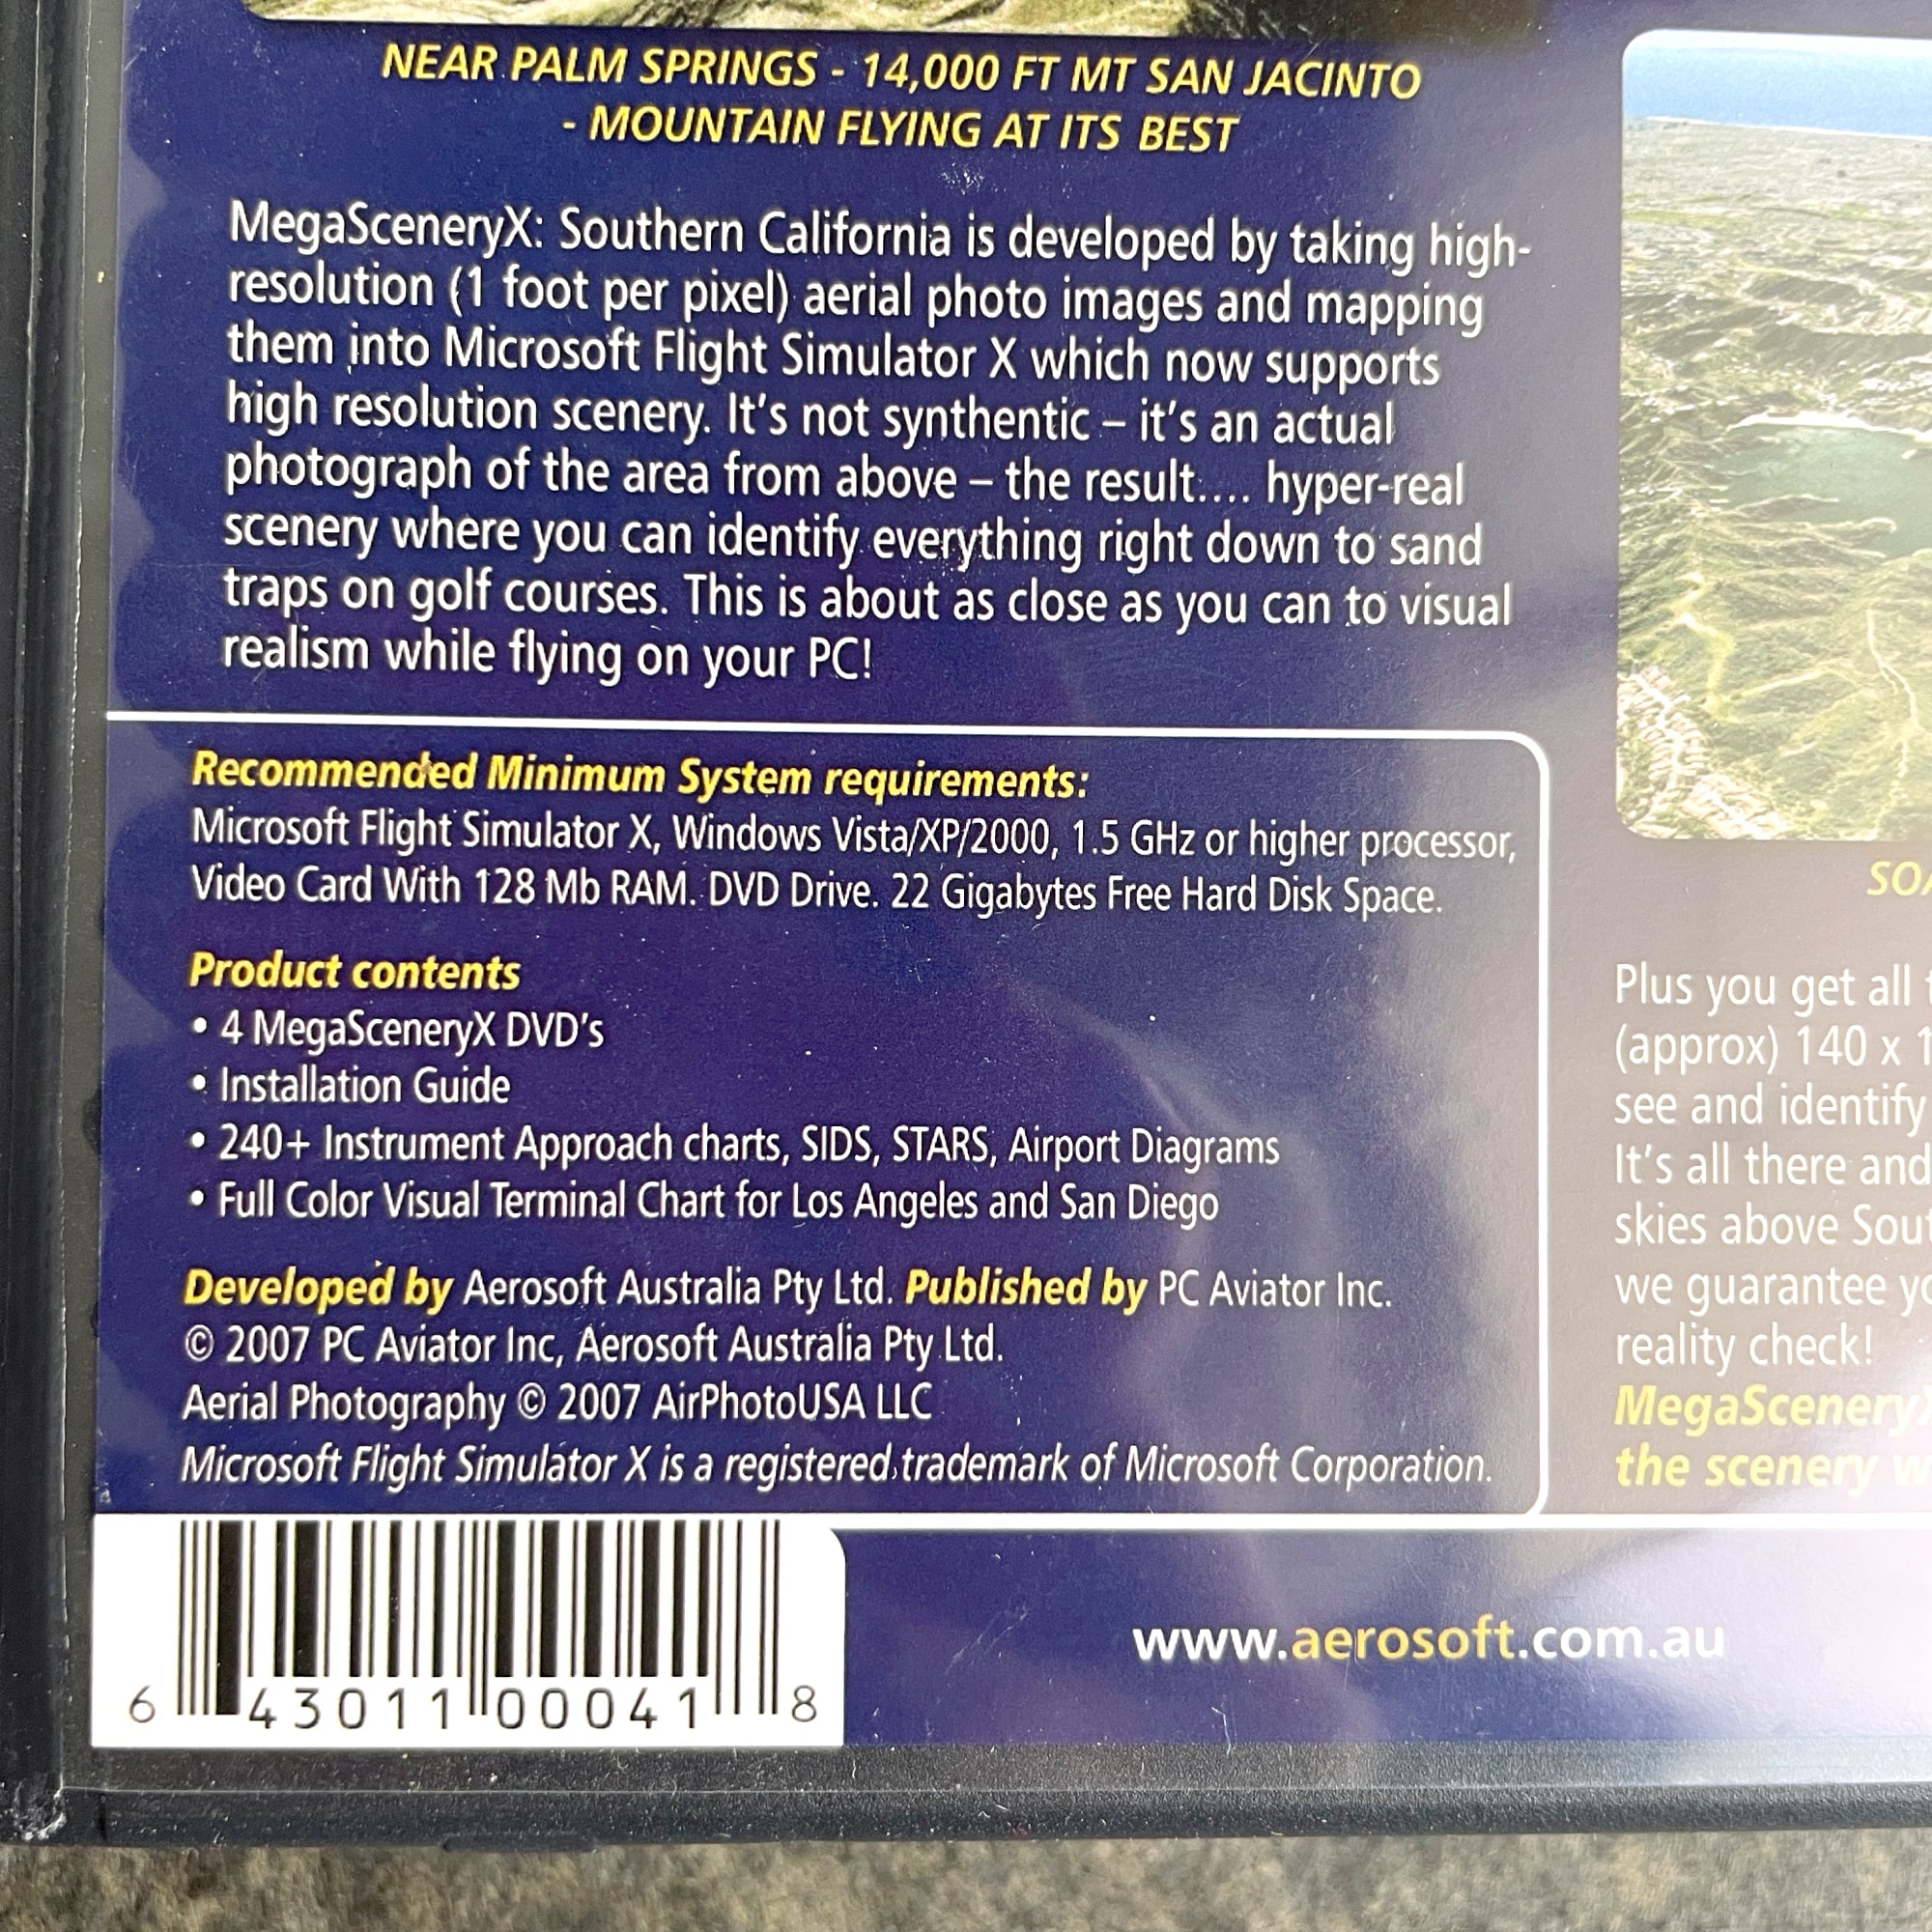 NEAR PALM SPRINGS - 14,000 FT MT SAN JACINTO
- MOUNTAIN FLYING AT ITS BEST
MegaSceneryX: Southern California is developed by taking high-
resolution (1 foot per pixel) aerial photo images and mapping
them into Microsoft Flight Simulator X which now supports
high resolution scenery. It's not synthentic – it's an actual
photograph of the area from above – the result.... hyper-real
scenery where you can identify everything right down to sand
traps on golf courses. This is about as close as you can to visual
realism while flying on your PC!
Recommended Minimum System requirements:
Microsoft Flight Simulator X, Windows Vista/XP/2000, 1.5 GHz or higher processor,
Video Card With 128 Mb RAM. DVD Drive. 22 Gigabytes Free Hard Disk Space.
Product contents
• 4 MegaSceneryX DVD's
• Installation Guide
• 240+ Instrument Approach charts, SIDS, STARS, Airport Diagrams
• Full Color Visual Terminal Chart for Los Angeles and San Diego
Developed by Aerosoft Australia Pty Ltd. Published by PC Aviator Inc.
© 2007 PC Aviator Inc, Aerosoft Australia Pty Ltd.
Aerial Photography © 2007 AirPhotoUSA LLC
Microsoft Flight Simulator X is a registered trademark of Microsoft Corporation.
6 43011 00041 8
Plus you get all
(approx) 140 x
see and identify
It's all there and
skies above
we guarantee
reality check!
the scenery
www.aerosoft.com.au